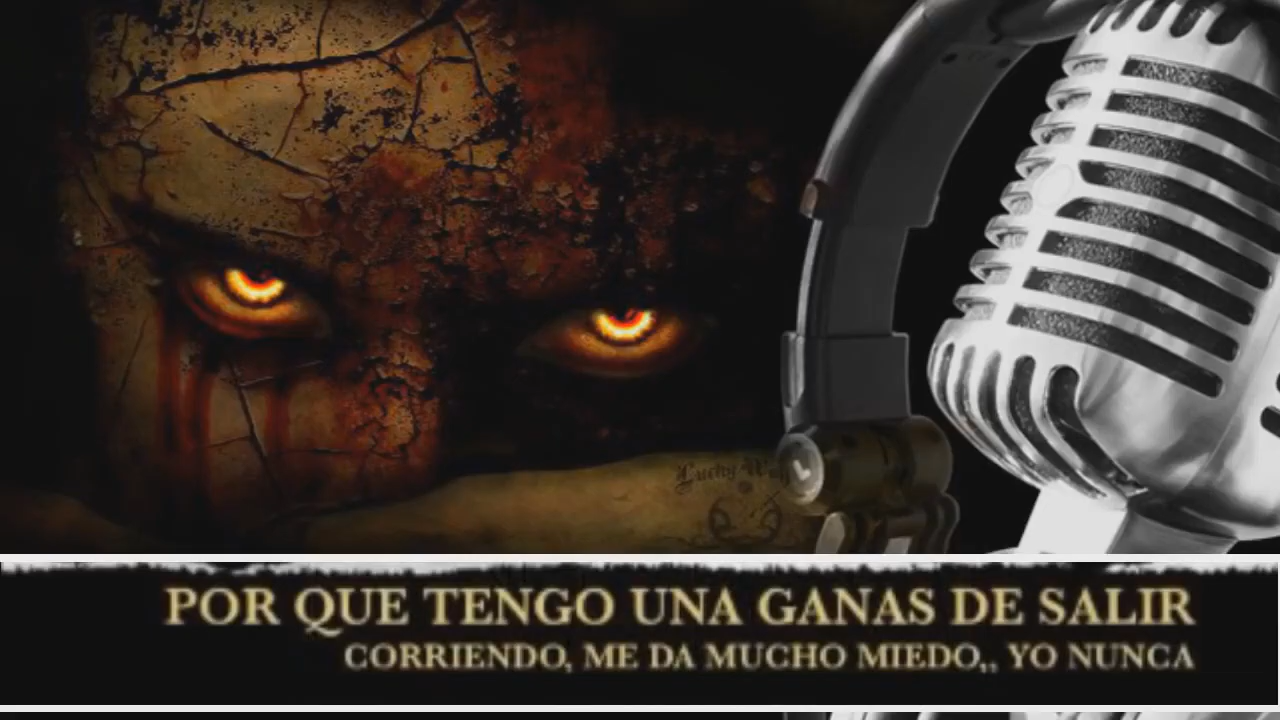 POR QUE TENGO UNA GANAS DE SALIR
CORRIENDO, ME DA MUCHO MIEDO,, YO NUNCA